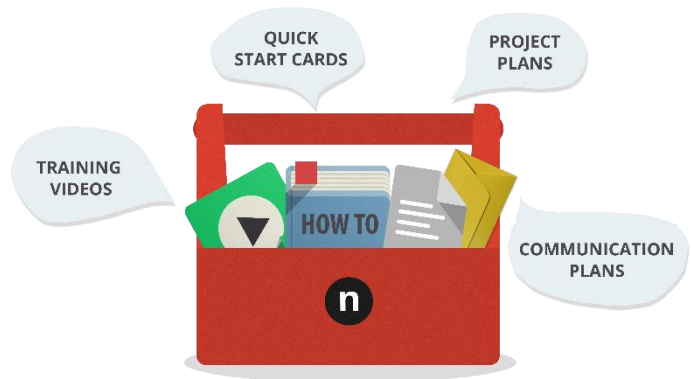 QUICK
START CARDS
PROJECT
PLANS
TRAINING
VIDEOS
HOW TO
COMMUNICATION
PLANS
n